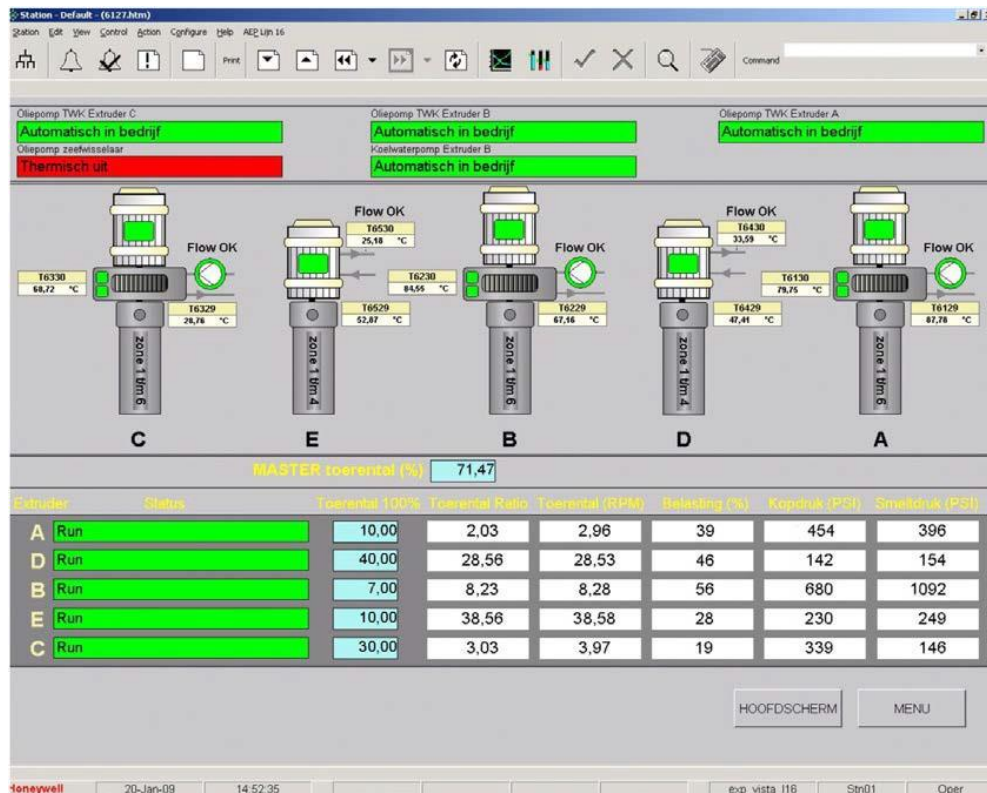 Station - Default - (6127.htm)
Station Edit View Control Action Configure Help AEP Lijn 16
Print Command
Oliepomp TWK Extruder C Oliepomp TWK Extruder B Oliepomp TWK Extruder A
Automatisch in bedrijf Automatisch in bedrijf Automatisch in bedrijf
Oliepomp zeefwisselaar Koelwaterpomp Extruder B
Thermisch uit Automatisch in bedrijf
Flow OK Flow OK
T6530 T6430
25,18 °C 33,59 °C
Flow OK Flow OK Flow OK
T6330 T6230 T6130
68,72 °C 84,55 °C 79,75 °C
T6329 T6529 T6229 T6429 T6129
28,76 °C 52,87 °C 67,16 °C 47,41 °C 87,78 °C
zone 1 t/m 6 zone 1 t/m 4 zone 1 t/m 6 zone 1 t/m 4 zone 1 t/m 6
C E B D A
MASTER toerental (%) 71,47
Extruder Status Toerental 100% Toerental Ratio Toerental (RPM) Belasting (%) Kopdruk (PSI) Smeltdruk (PSI)
A Run 10,00 2,03 2,96 39 454 396
D Run 40,00 28,56 28,53 46 142 154
B Run 7,00 8,23 8,28 56 680 1092
E Run 10,00 38,56 38,58 28 230 249
C Run 30,00 3,03 3,97 19 339 146
HOOFDSCHERM MENU
Honeywell 20-Jan-09 14:52:35 exp_vista_l16 Stn01 Oper